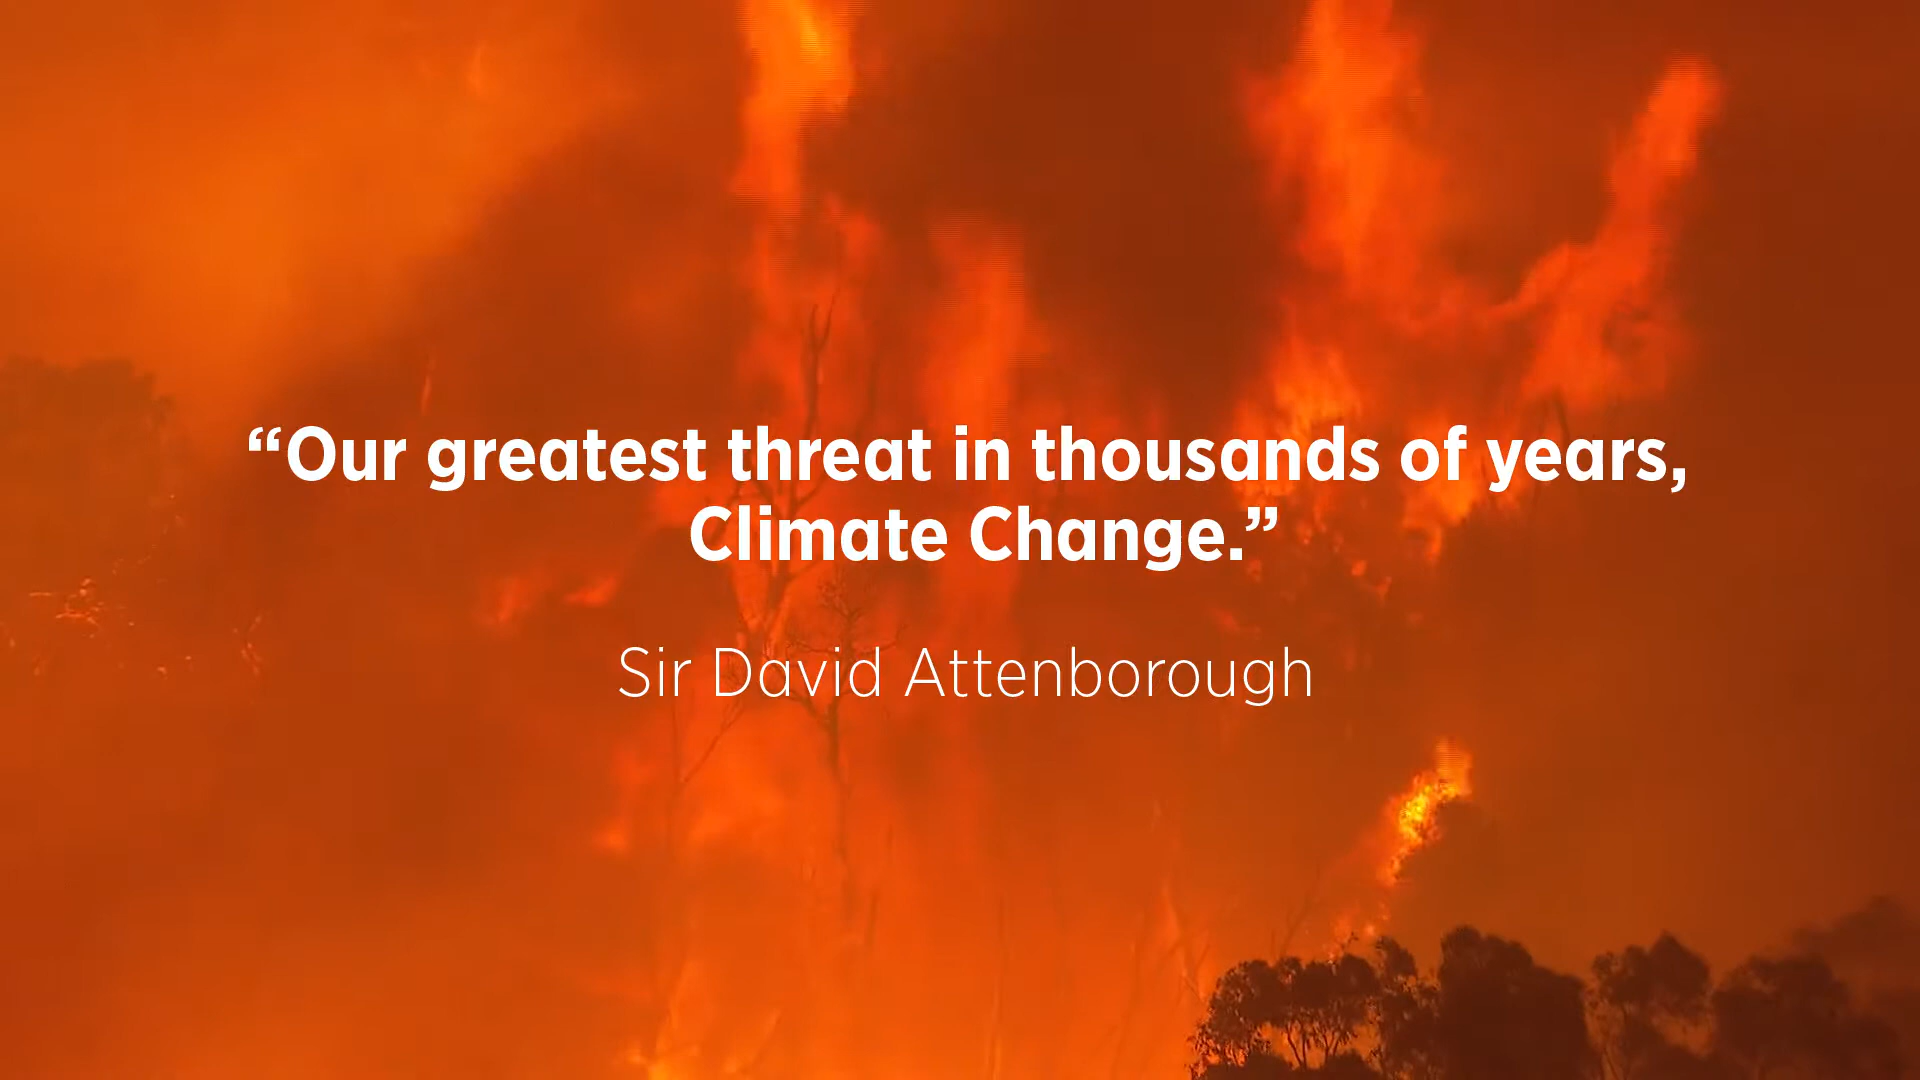 “Our greatest threat in thousands of years,
Climate Change.”
Sir David Attenborough